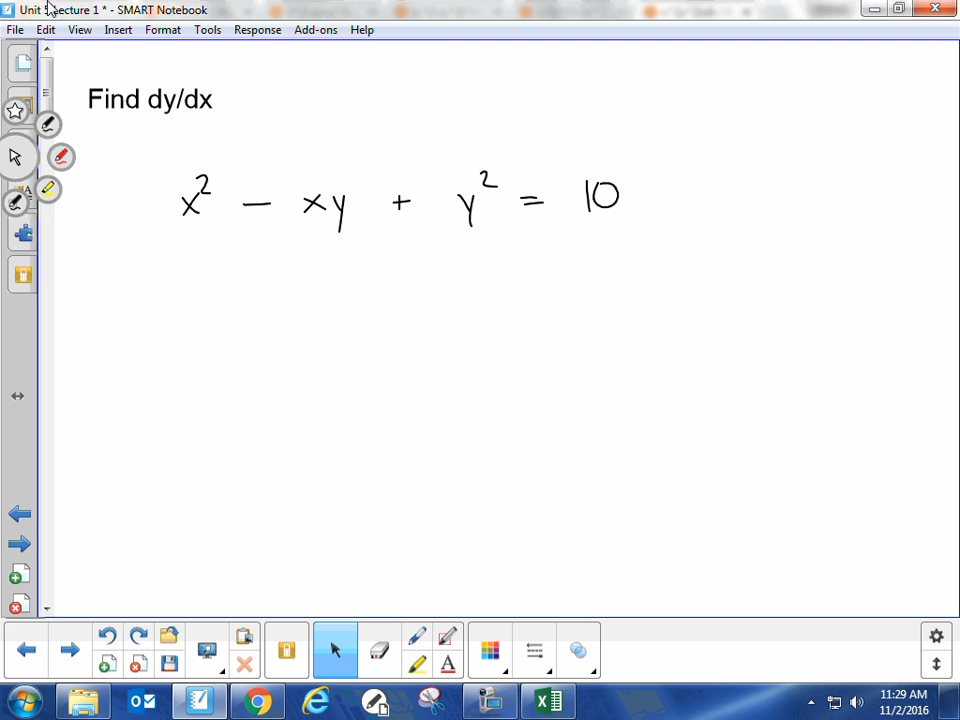 Unit 5 Lecture 1 * - SMART Notebook
File Edit View Insert Format Tools Response Add-ons Help
Find dy/dx
x² – xy + y² = 10
11:29 AM
11/2/2016